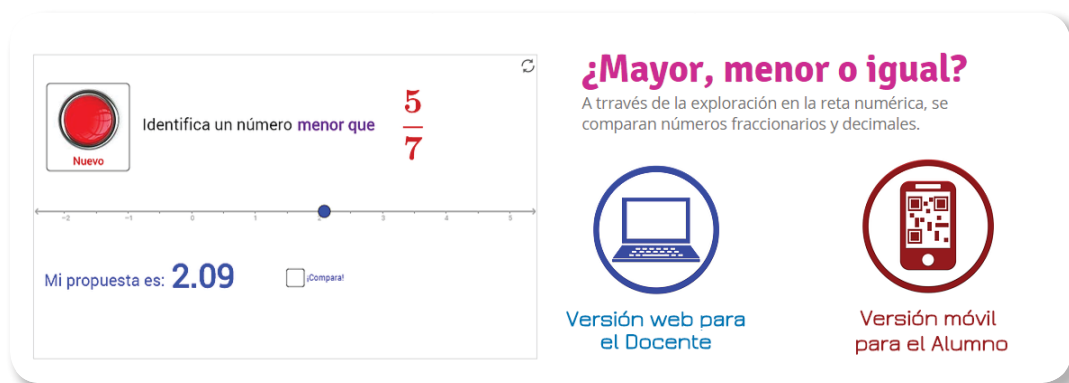 ¿Mayor, menor o igual?
A trravés de la exploración en la reta numérica, se
comparan números fraccionarios y decimales.
Identifica un número menor que 5/7
Nuevo
-2 -1 0 1 2 3 4 5
Mi propuesta es: 2.09
¡Compara!
Versión web para
el Docente
Versión móvil
para el Alumno